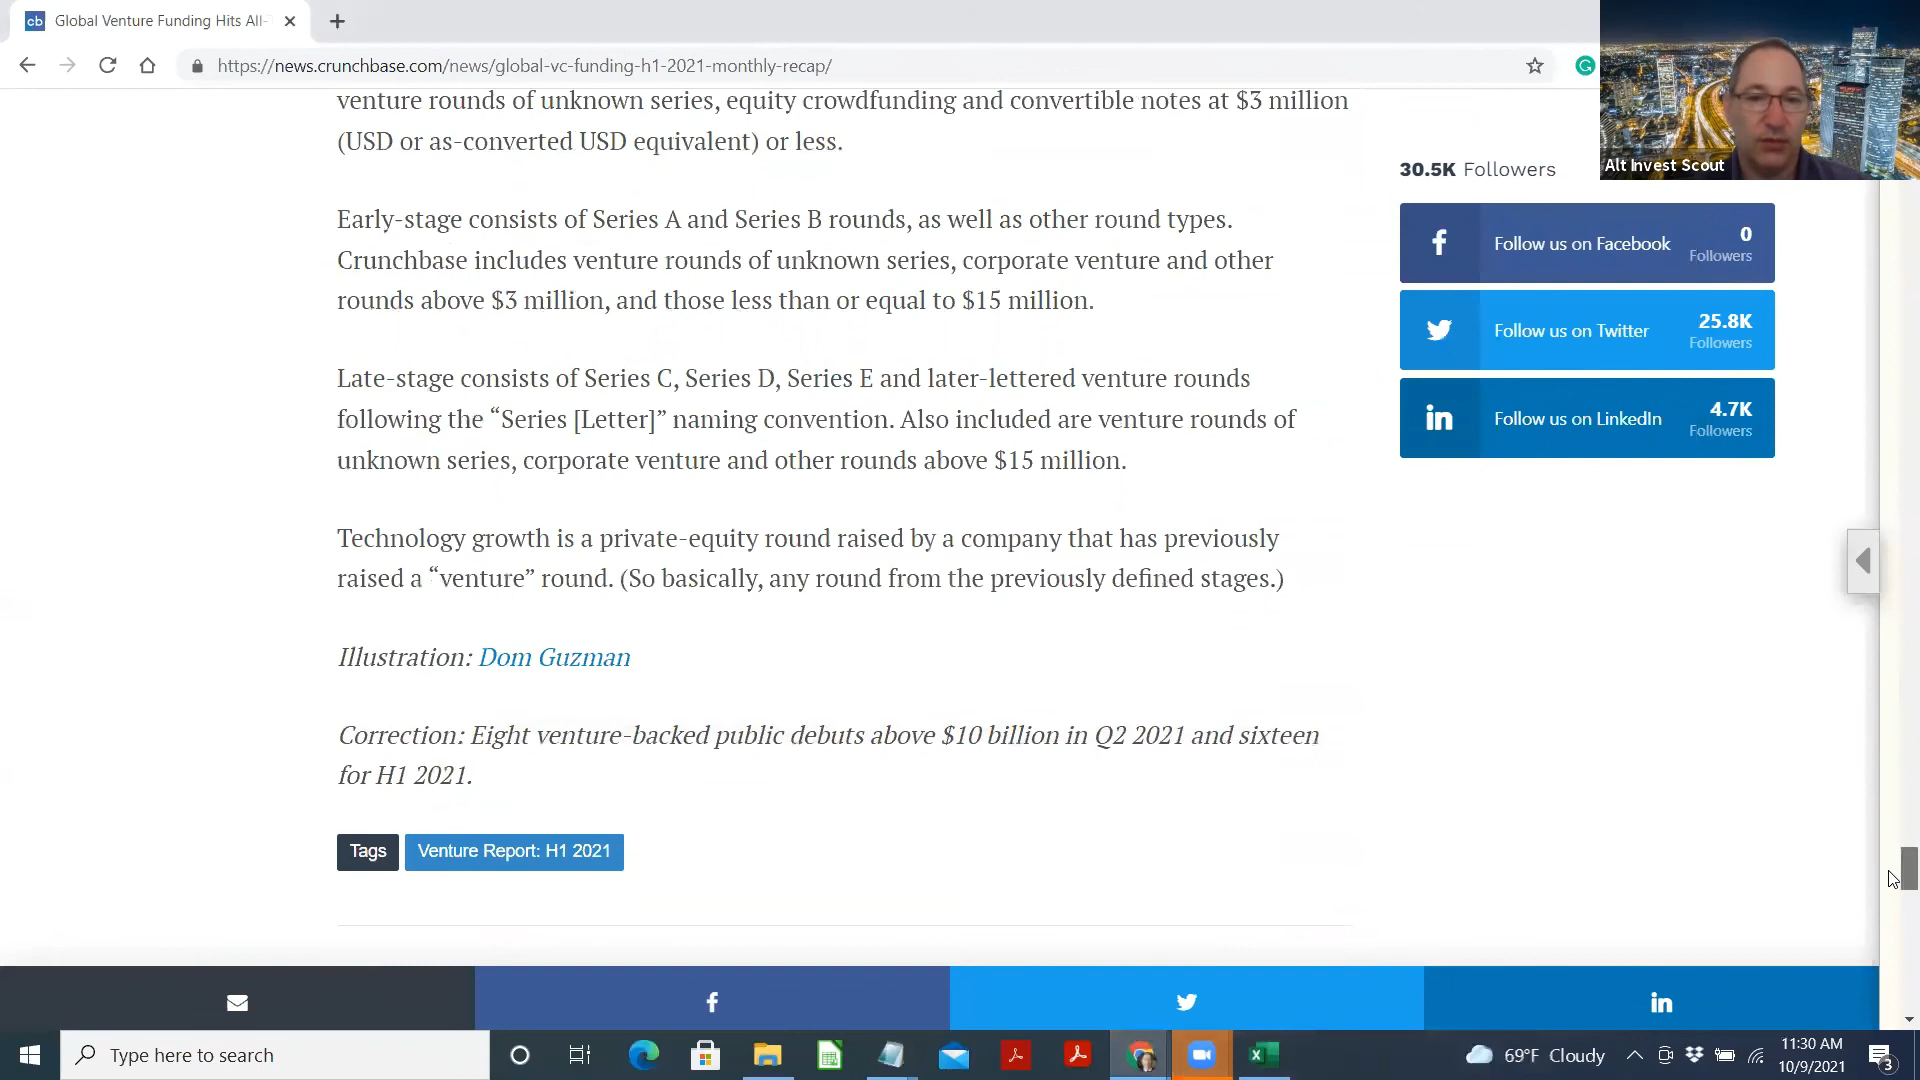 cb Global Venture Funding Hits All-
https://news.crunchbase.com/news/global-vc-funding-h1-2021-monthly-recap/
Alt Invest Scout
venture rounds of unknown series, equity crowdfunding and convertible notes at $3 million
(USD or as-converted USD equivalent) or less.
Early-stage consists of Series A and Series B rounds, as well as other round types.
Crunchbase includes venture rounds of unknown series, corporate venture and other
rounds above $3 million, and those less than or equal to $15 million.
Late-stage consists of Series C, Series D, Series E and later-lettered venture rounds
following the “Series [Letter]” naming convention. Also included are venture rounds of
unknown series, corporate venture and other rounds above $15 million.
Technology growth is a private-equity round raised by a company that has previously
raised a “venture” round. (So basically, any round from the previously defined stages.)
Illustration: Dom Guzman
Correction: Eight venture-backed public debuts above $10 billion in Q2 2021 and sixteen
for H1 2021.
Tags Venture Report: H1 2021
30.5K Followers
Follow us on Facebook 0
Followers
Follow us on Twitter 25.8K
Followers
Follow us on LinkedIn 4.7K
Followers
Type here to search
69°F Cloudy
11:30 AM
10/9/2021
3